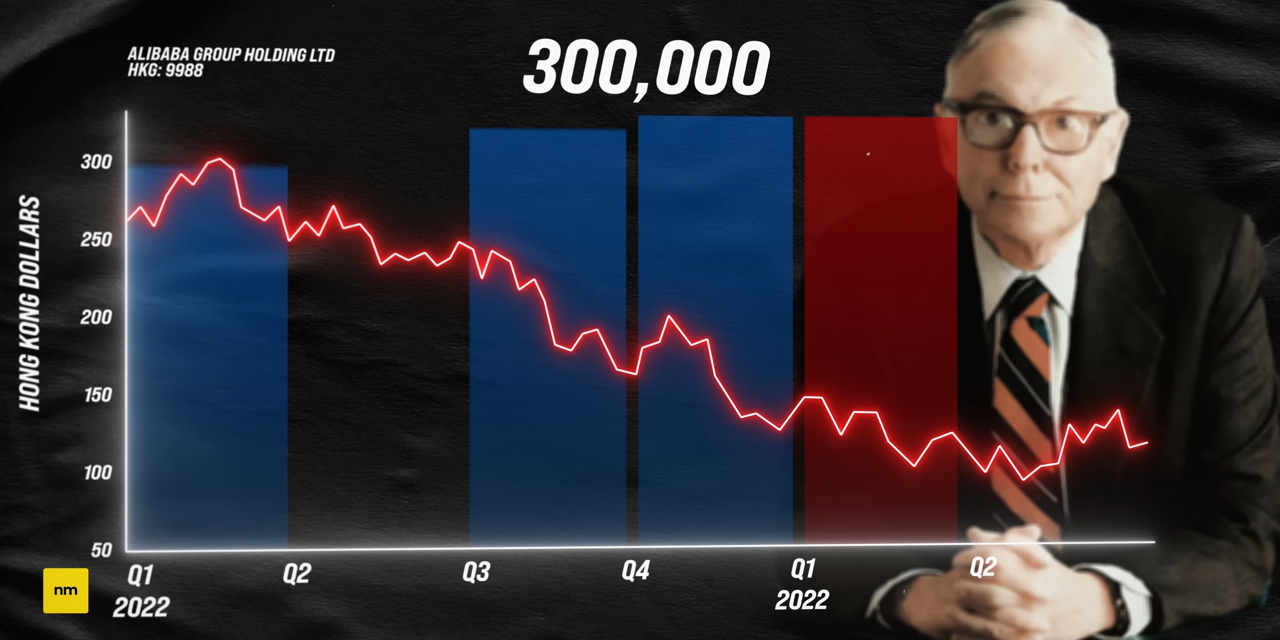 ALIBABA GROUP HOLDING LTD
HKG: 9988
300,000
HONG KONG DOLLARS
300
250
200
150
100
50
Q1
2022
Q2
Q3
Q4
Q1
2022
Q2
nm